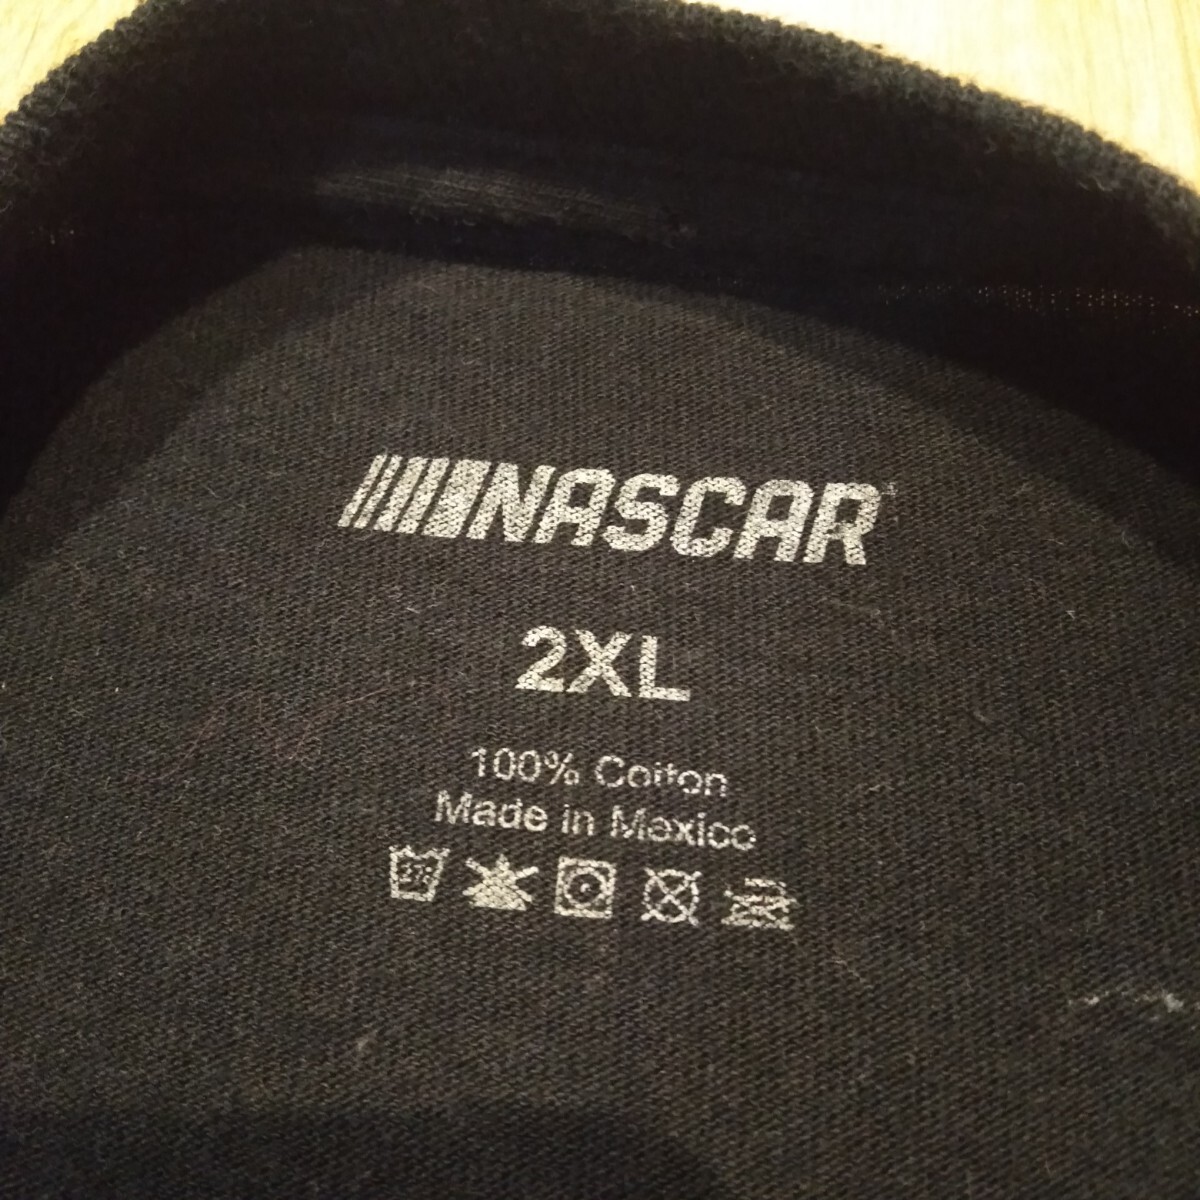 NASCAR
2XL
100% Cotton
Made in Mexico